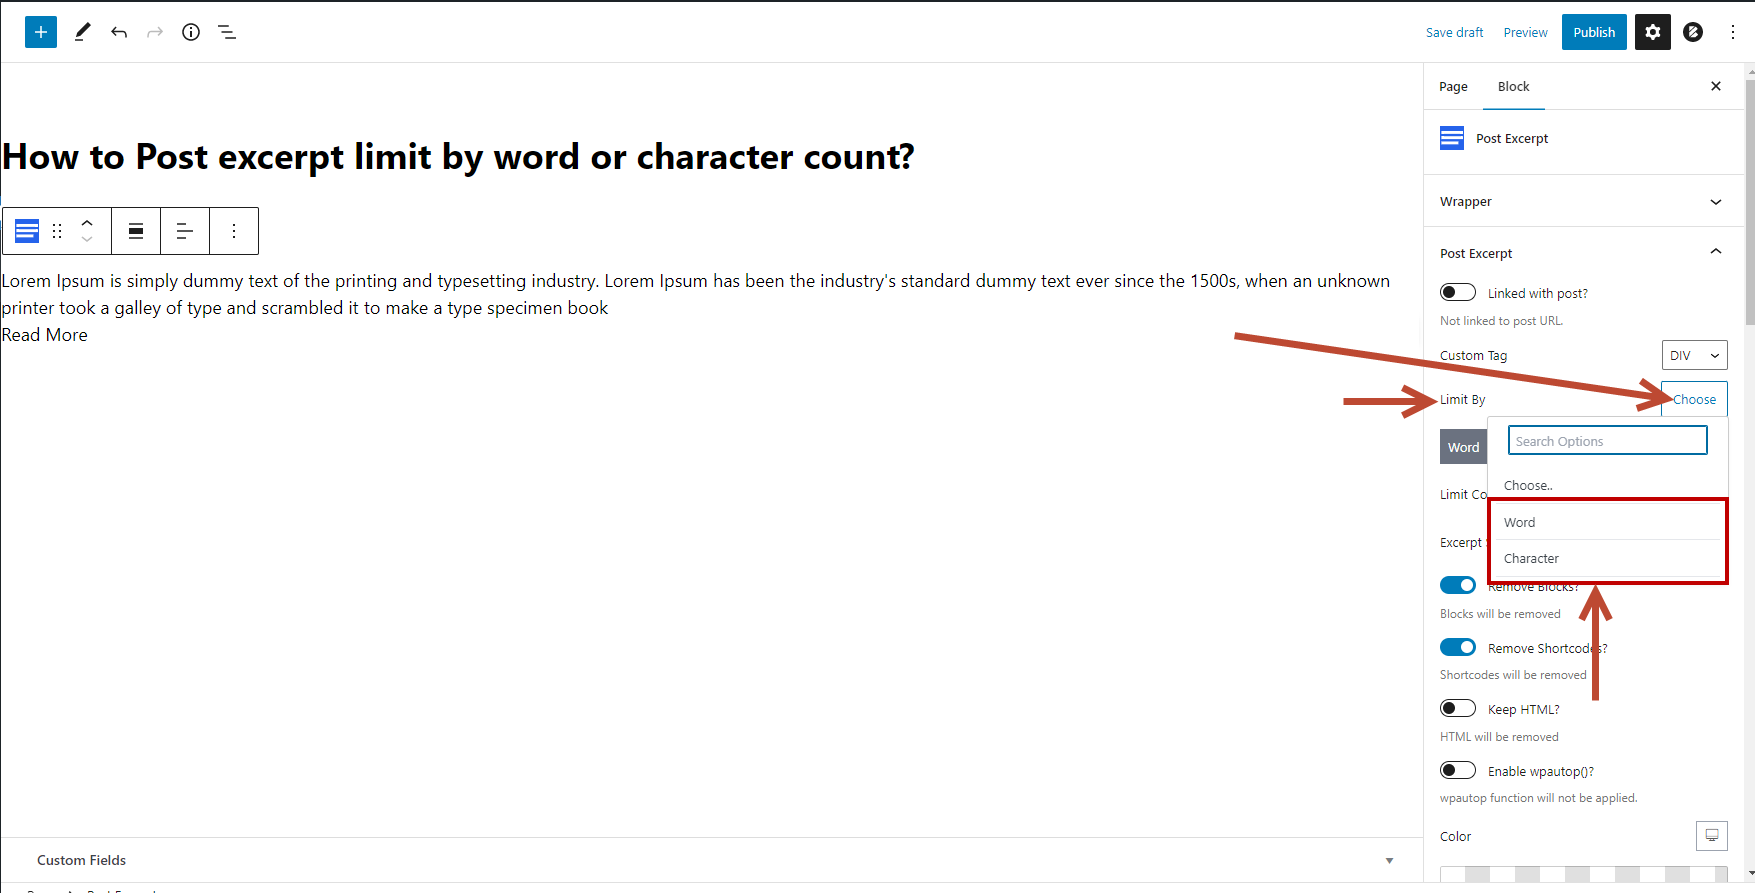 Save draft
Preview
Publish
How to Post excerpt limit by word or character count?
Lorem Ipsum is simply dummy text of the printing and typesetting industry. Lorem Ipsum has been the industry's standard dummy text ever since the 1500s, when an unknown
printer took a galley of type and scrambled it to make a type specimen book
Read More
Custom Fields
Page
Block
Post Excerpt
Wrapper
Post Excerpt
Linked with post?
Not linked to post URL.
Custom Tag
DIV
Limit By
Choose
Word
Search Options
Choose..
Limit Co
Word
Excerpt
Character
Remove Blocks?
Blocks will be removed
Remove Shortcodes?
Shortcodes will be removed
Keep HTML?
HTML will be removed
Enable wpautop()?
wpautop function will not be applied.
Color